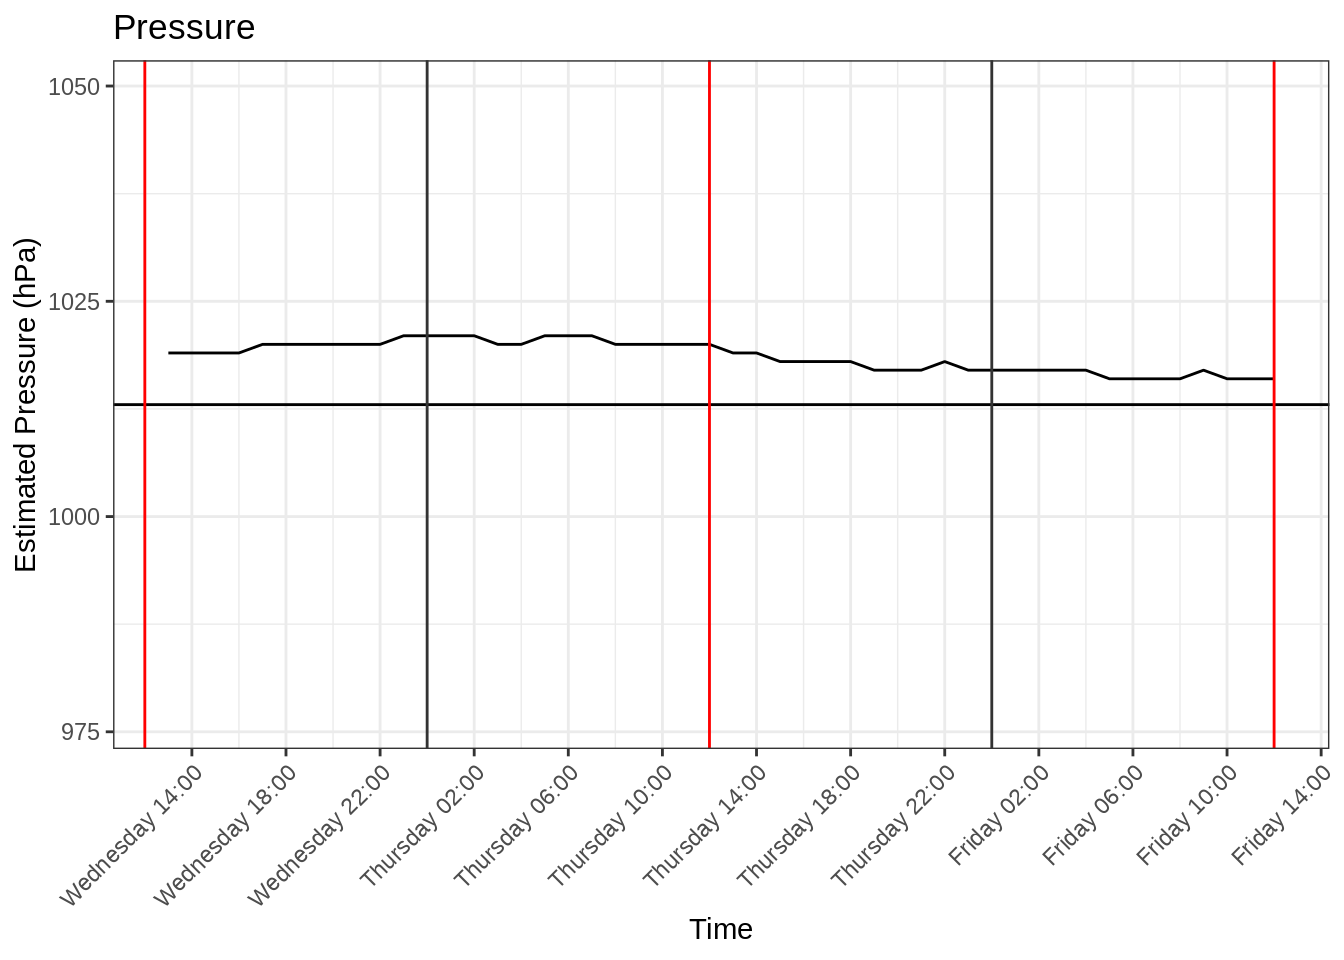 Pressure
Estimated Pressure (hPa)
1050
1025
1000
975
Wednesday 14:00
Wednesday 18:00
Wednesday 22:00
Thursday 02:00
Thursday 06:00
Thursday 10:00
Thursday 14:00
Thursday 18:00
Thursday 22:00
Friday 02:00
Friday 06:00
Friday 10:00
Friday 14:00
Time